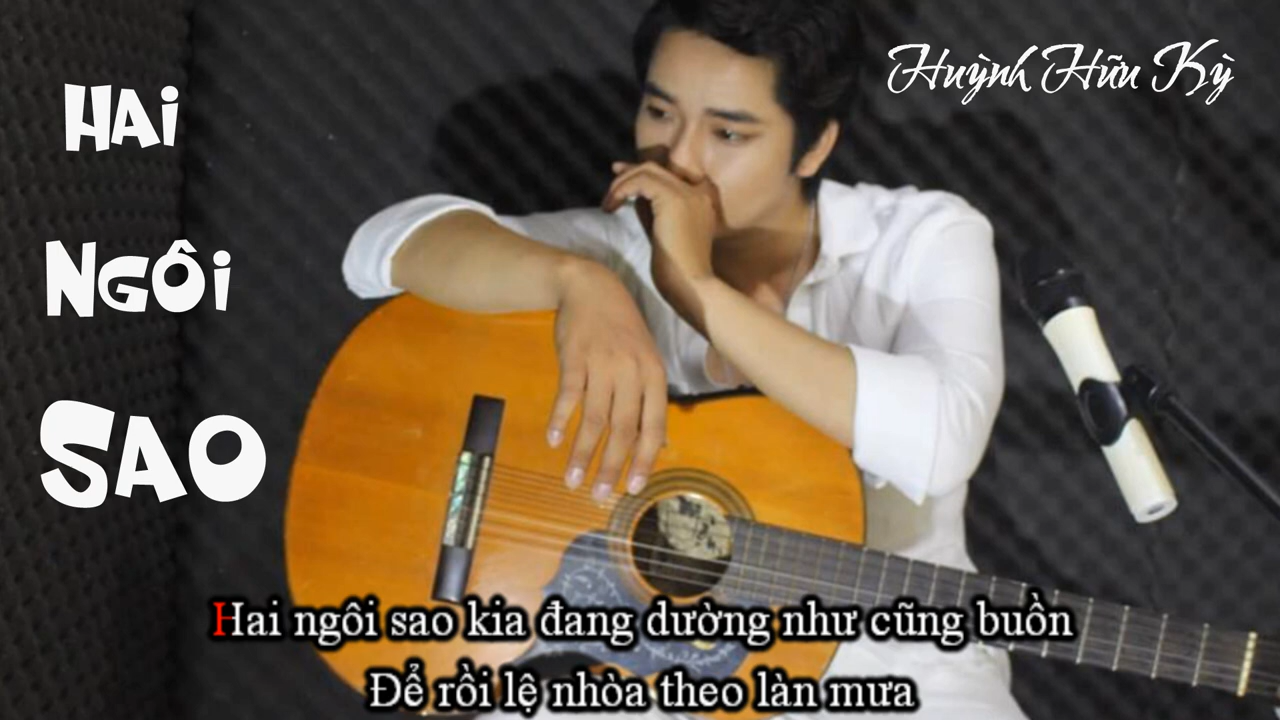 HAi
NGÔi
SAO
Huỳnh Hữu Kỳ
Hai ngôi sao kia đang dường như cũng buồn
Để rồi lệ nhòa theo làn mưa